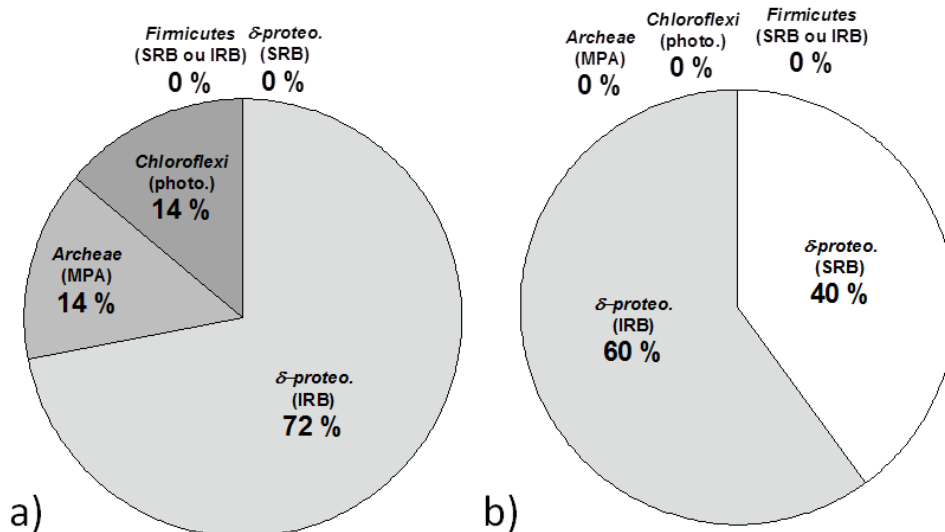 Firmicutes
(SRB ou IRB)
0 %
δ-proteo.
(SRB)
0 %
Chloroflexi
(photo.)
14 %
Archeae
(MPA)
14 %
δ-proteo.
(IRB)
72 %
a)
Archeae
(MPA)
0 %
Chloroflexi
(photo.)
0 %
Firmicutes
(SRB ou IRB)
0 %
δ-proteo.
(SRB)
40 %
δ-proteo.
(IRB)
60 %
b)